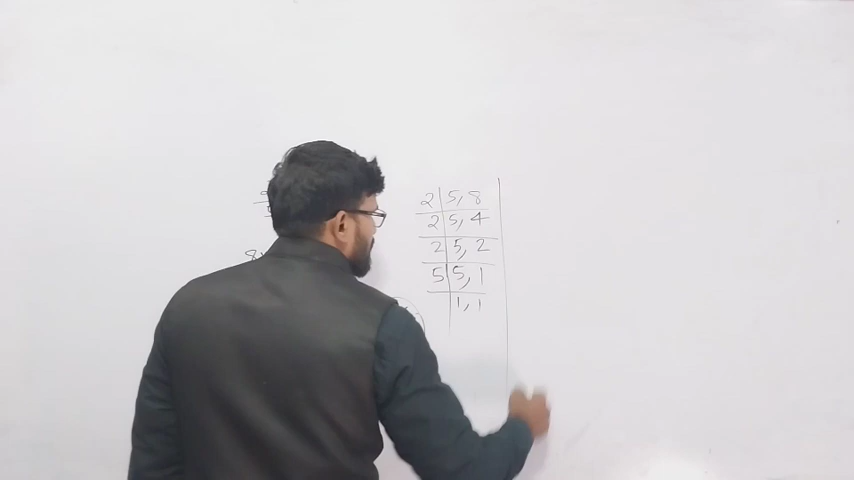 2 | 5, 8
2 | 5, 4
2 | 5, 2
5 | 5, 1
| 1, 1